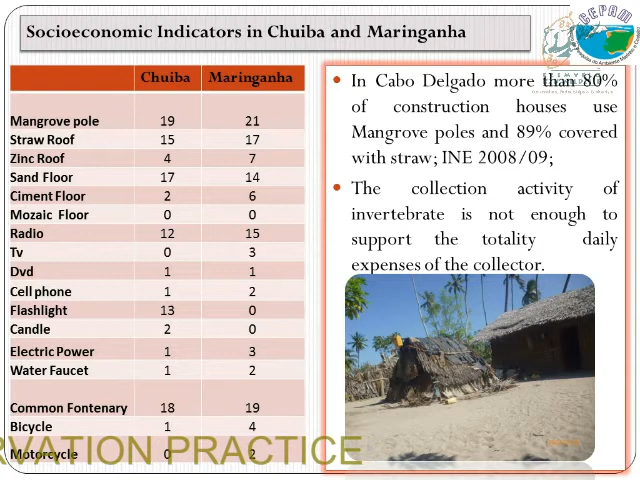 Socioeconomic Indicators in Chuiba and Maringanha
CEPAM
Chuiba Maringanha
Mangrove pole 19 21
Straw Roof 15 17
Zinc Roof 4 7
Sand Floor 17 14
Ciment Floor 2 6
Mozaic Floor 0 0
Radio 12 15
Tv 0 3
Dvd 1 1
Cell phone 1 2
Flashlight 13 0
Candle 2 0
Electric Power 1 3
Water Faucet 1 2
Common Fontenary 18 19
Bicycle 1 4
Motorcycle 0 2
In Cabo Delgado more than 80%
of construction houses use
Mangrove poles and 89% covered
with straw; INE 2008/09;
The collection activity of
invertebrate is not enough to
support the totality daily
expenses of the collector.
RVATION PRACTICE